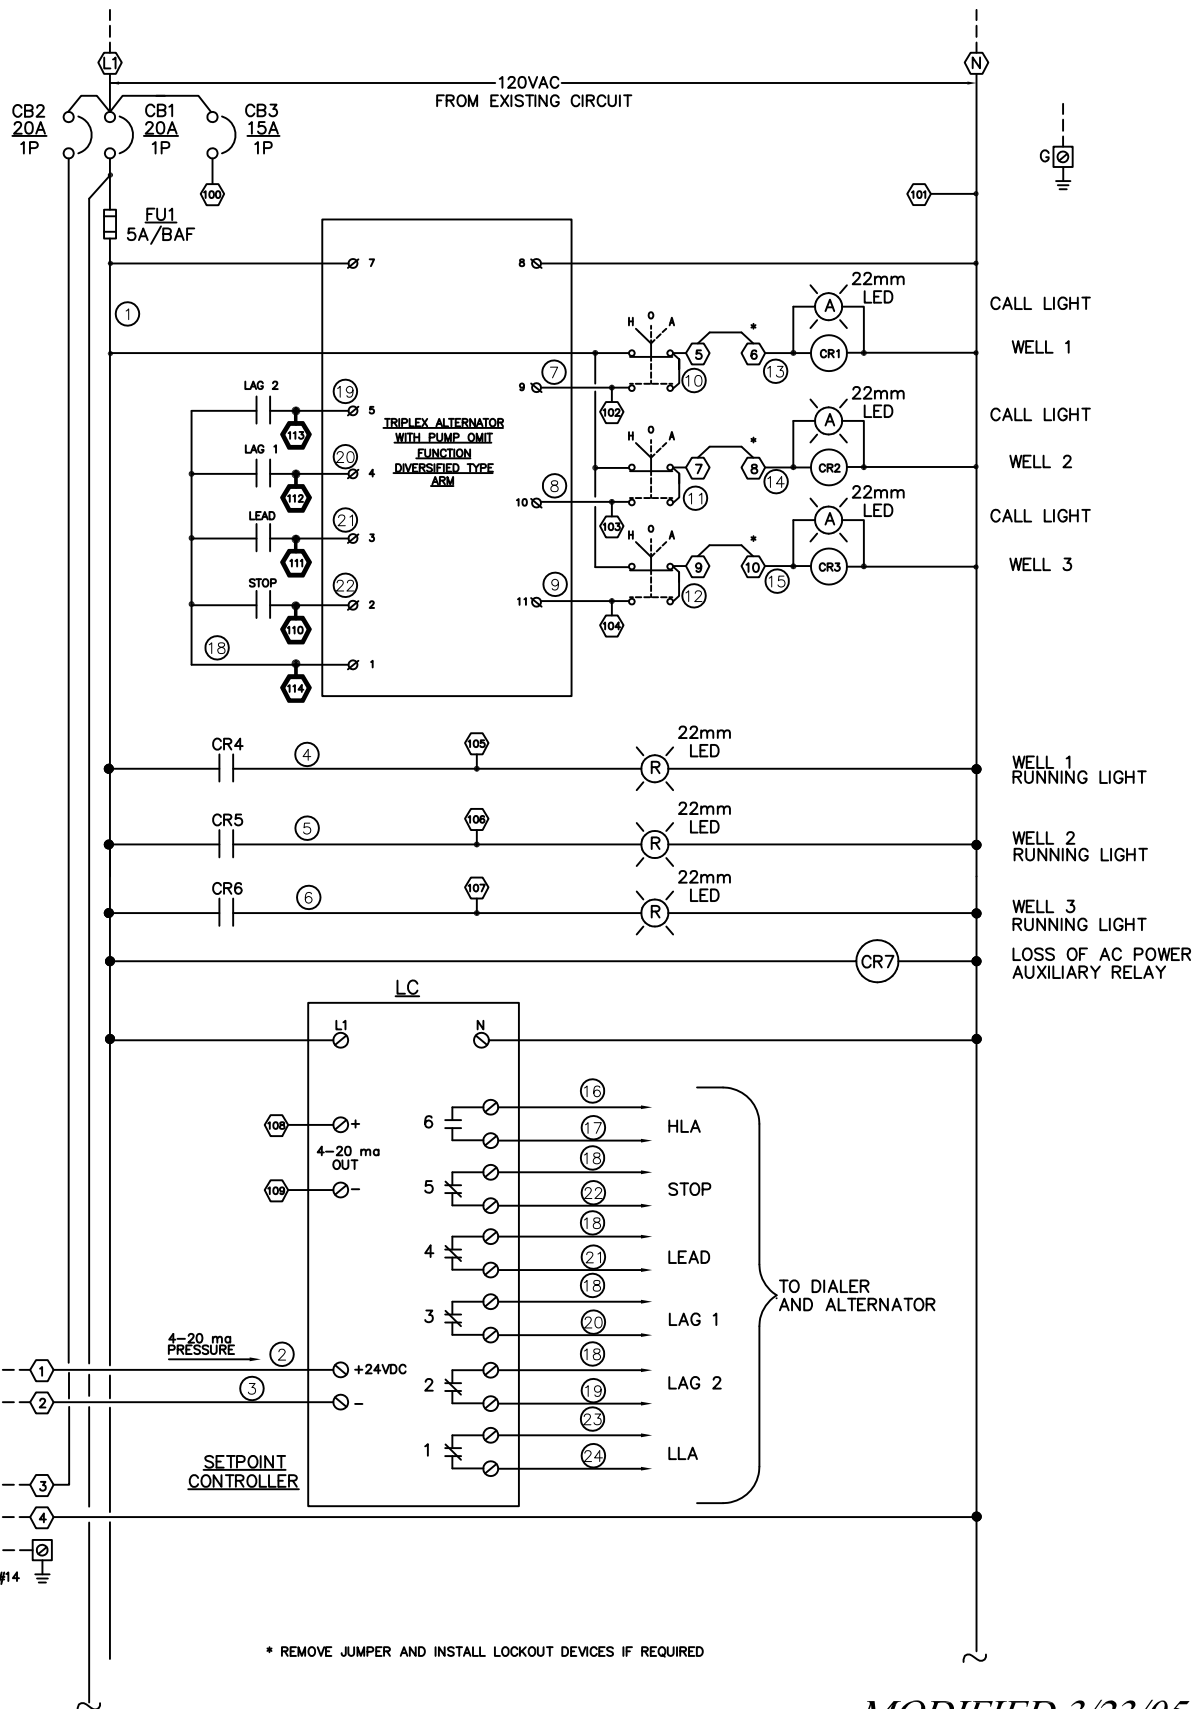 L1
N
120VAC
FROM EXISTING CIRCUIT
CB2
20A
1P
CB1
20A
1P
CB3
15A
1P
100
101
G
FU1
5A/BAF
7
8
1
22mm
LED
A
CALL LIGHT
H O A
*
5
6
CR1
WELL 1
7
9
10
13
102
LAG 2
19
5
113
TRIPLEX ALTERNATOR
WITH PUMP OMIT
FUNCTION
DIVERSIFIED TYPE
ARM
22mm
LED
A
CALL LIGHT
H O A
*
7
8
CR2
WELL 2
LAG 1
20
4
112
8
10
11
14
103
22mm
LED
A
CALL LIGHT
LEAD
21
3
111
H O A
*
9
10
CR3
WELL 3
STOP
22
2
110
9
11
12
15
104
18
1
114
CR4
4
105
22mm
LED
R
WELL 1
RUNNING LIGHT
CR5
5
106
22mm
LED
R
WELL 2
RUNNING LIGHT
CR6
6
107
22mm
LED
R
WELL 3
RUNNING LIGHT
CR7
LOSS OF AC POWER
AUXILIARY RELAY
LC
L1
N
108
+
4-20 ma
OUT
109
-
6
16
17
HLA
5
18
22
STOP
4
18
21
LEAD
3
18
20
LAG 1
TO DIALER
AND ALTERNATOR
4-20 ma
PRESSURE
2
1
+24VDC
2
3
-
2
18
19
LAG 2
1
23
24
LLA
SETPOINT
CONTROLLER
3
4
#14
* REMOVE JUMPER AND INSTALL LOCKOUT DEVICES IF REQUIRED
MODIFIED 3/23/05